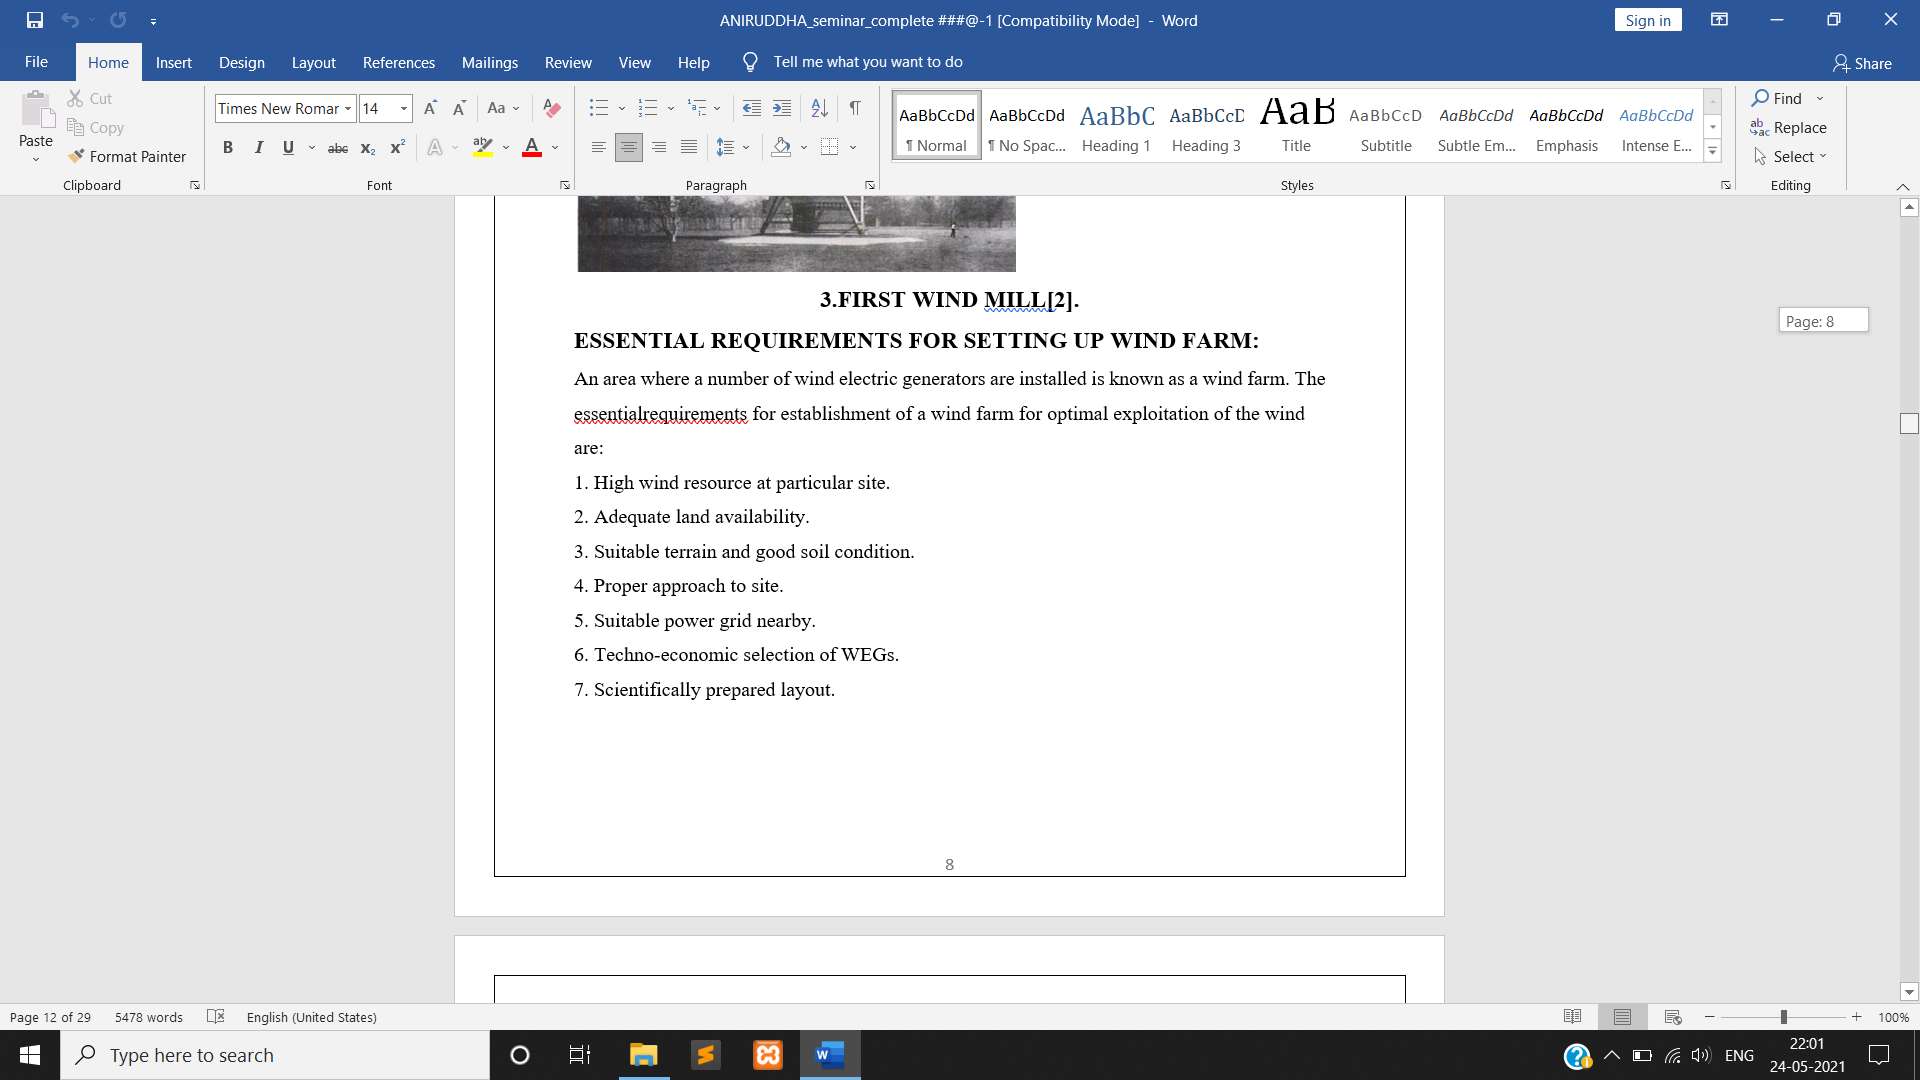 ANIRUDDHA_seminar_complete ###@-1 [Compatibility Mode] - Word
Sign in
File Home Insert Design Layout References Mailings Review View Help Tell me what you want to do
Share
Paste
Cut
Copy
Format Painter
Clipboard
Times New Romar 14
Aa
B I U abc x₂ x² A ab A
Font
Paragraph
AaBbCcDd AaBbCcDd AaBbC AaBbCcD AaB AaBbCcD AaBbCcDd AaBbCcDd AaBbCcDd
¶ Normal ¶ No Spac... Heading 1 Heading 3 Title Subtitle Subtle Em... Emphasis Intense E...
Styles
Find
Replace
Select
Editing
3.FIRST WIND MILL[2].
ESSENTIAL REQUIREMENTS FOR SETTING UP WIND FARM:
An area where a number of wind electric generators are installed is known as a wind farm. The
essentialrequirements for establishment of a wind farm for optimal exploitation of the wind
are:
1. High wind resource at particular site.
2. Adequate land availability.
3. Suitable terrain and good soil condition.
4. Proper approach to site.
5. Suitable power grid nearby.
6. Techno-economic selection of WEGs.
7. Scientifically prepared layout.
8
Page: 8
Page 12 of 29 5478 words English (United States)
100%
Type here to search
ENG
22:01
24-05-2021